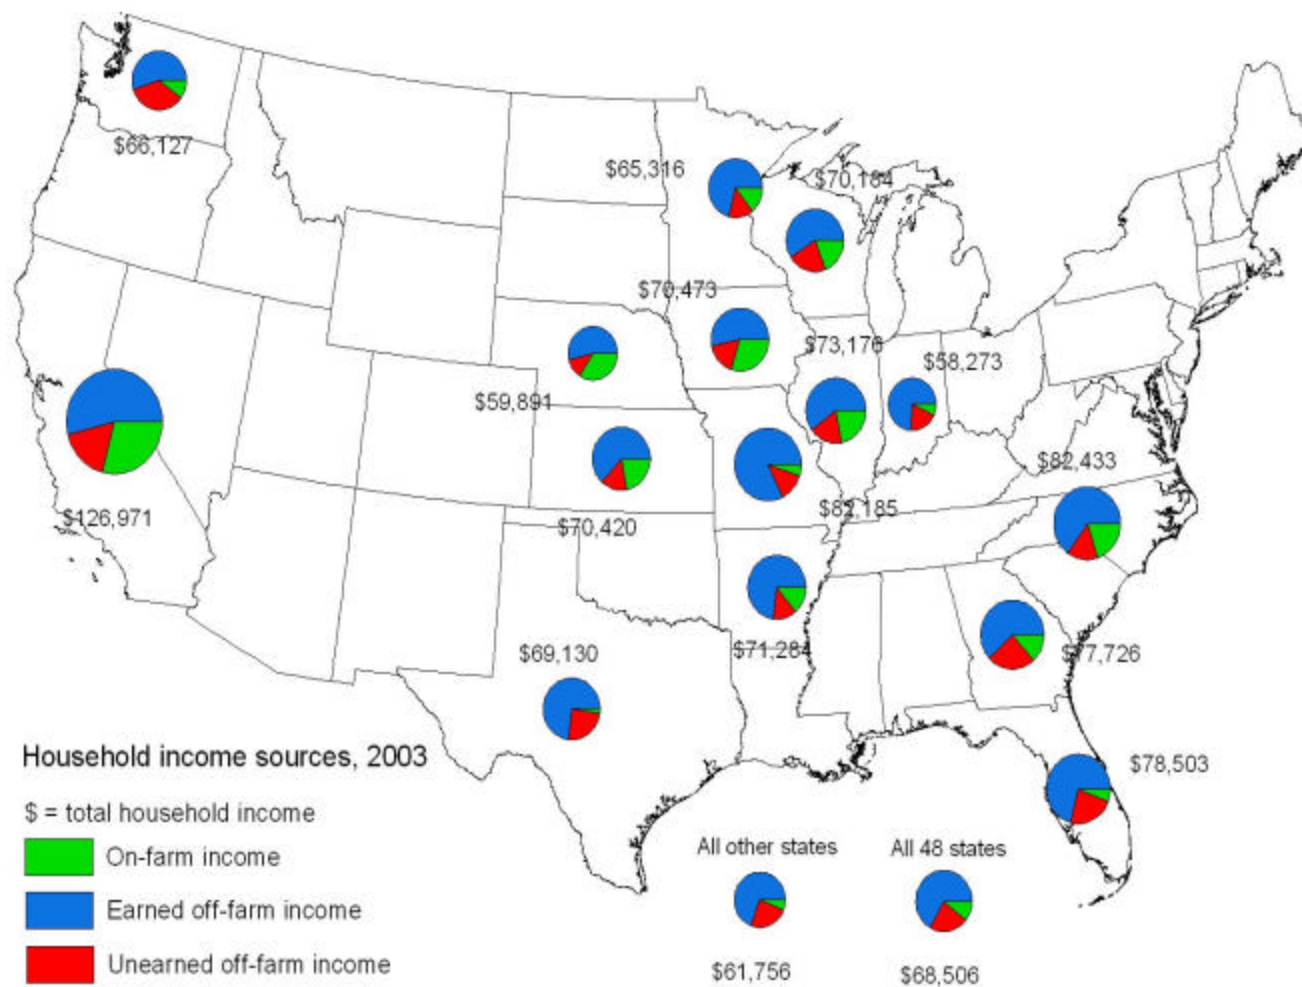 $66,127
$65,316
$70,184
$70,473
$73,176
$58,273
$59,891
$82,433
$126,971
$70,420
$82,185
$69,130
$71,284
$77,726
Household income sources, 2003
$78,503
$ = total household income
On-farm income
Earned off-farm income
Unearned off-farm income
All other states
All 48 states
$61,756
$68,506